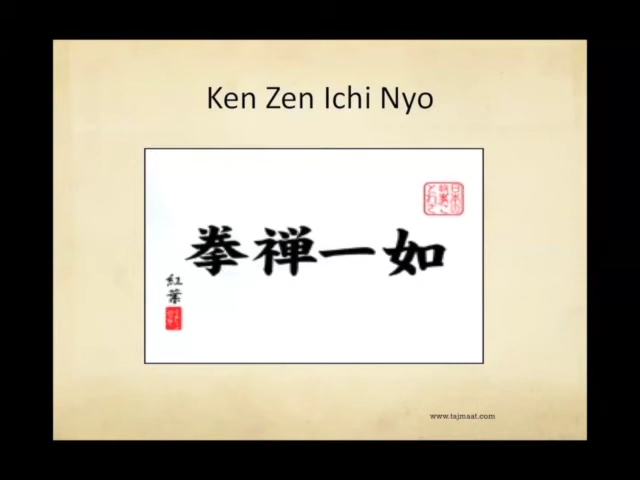 Ken Zen Ichi Nyo
拳禅一如
紅葉
www.tajmaat.com